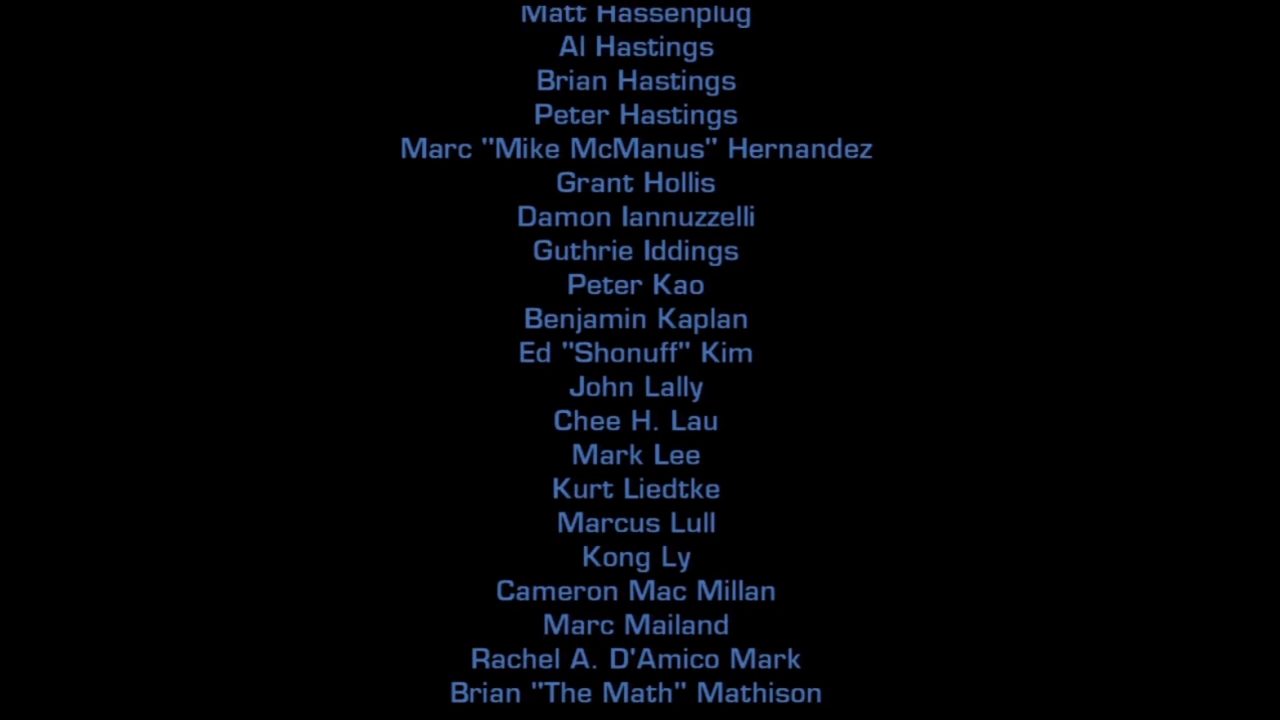 Matt Hassenplug
Al Hastings
Brian Hastings
Peter Hastings
Marc "Mike McManus" Hernandez
Grant Hollis
Damon Iannuzzelli
Guthrie Iddings
Peter Kao
Benjamin Kaplan
Ed "Shonuff" Kim
John Lally
Chee H. Lau
Mark Lee
Kurt Liedtke
Marcus Lull
Kong Ly
Cameron Mac Millan
Marc Mailand
Rachel A. D'Amico Mark
Brian "The Math" Mathison